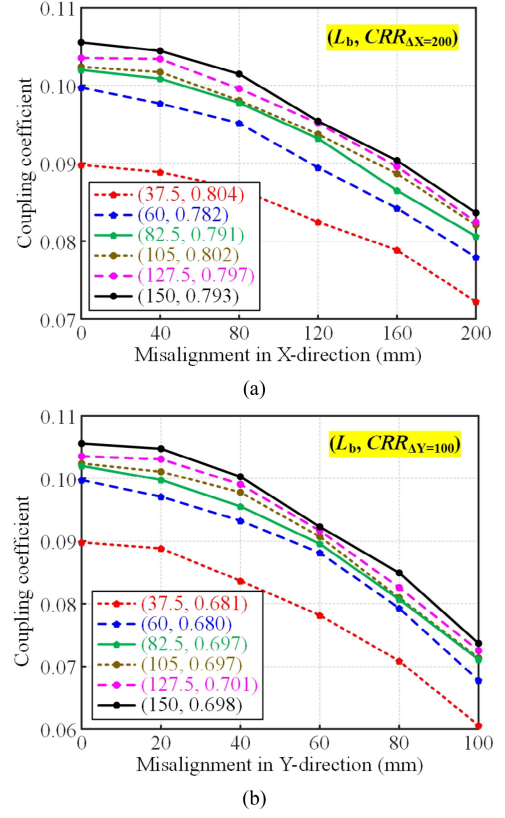 0.11
0.10
0.09
0.08
0.07
Coupling coefficient
(L_b, CRR_ΔX=200)
(37.5, 0.804)
(60, 0.782)
(82.5, 0.791)
(105, 0.802)
(127.5, 0.797)
(150, 0.793)
0 40 80 120 160 200
Misalignment in X-direction (mm)
(a)
0.11
0.10
0.09
0.08
0.07
0.06
Coupling coefficient
(L_b, CRR_ΔY=100)
(37.5, 0.681)
(60, 0.680)
(82.5, 0.697)
(105, 0.697)
(127.5, 0.701)
(150, 0.698)
0 20 40 60 80 100
Misalignment in Y-direction (mm)
(b)